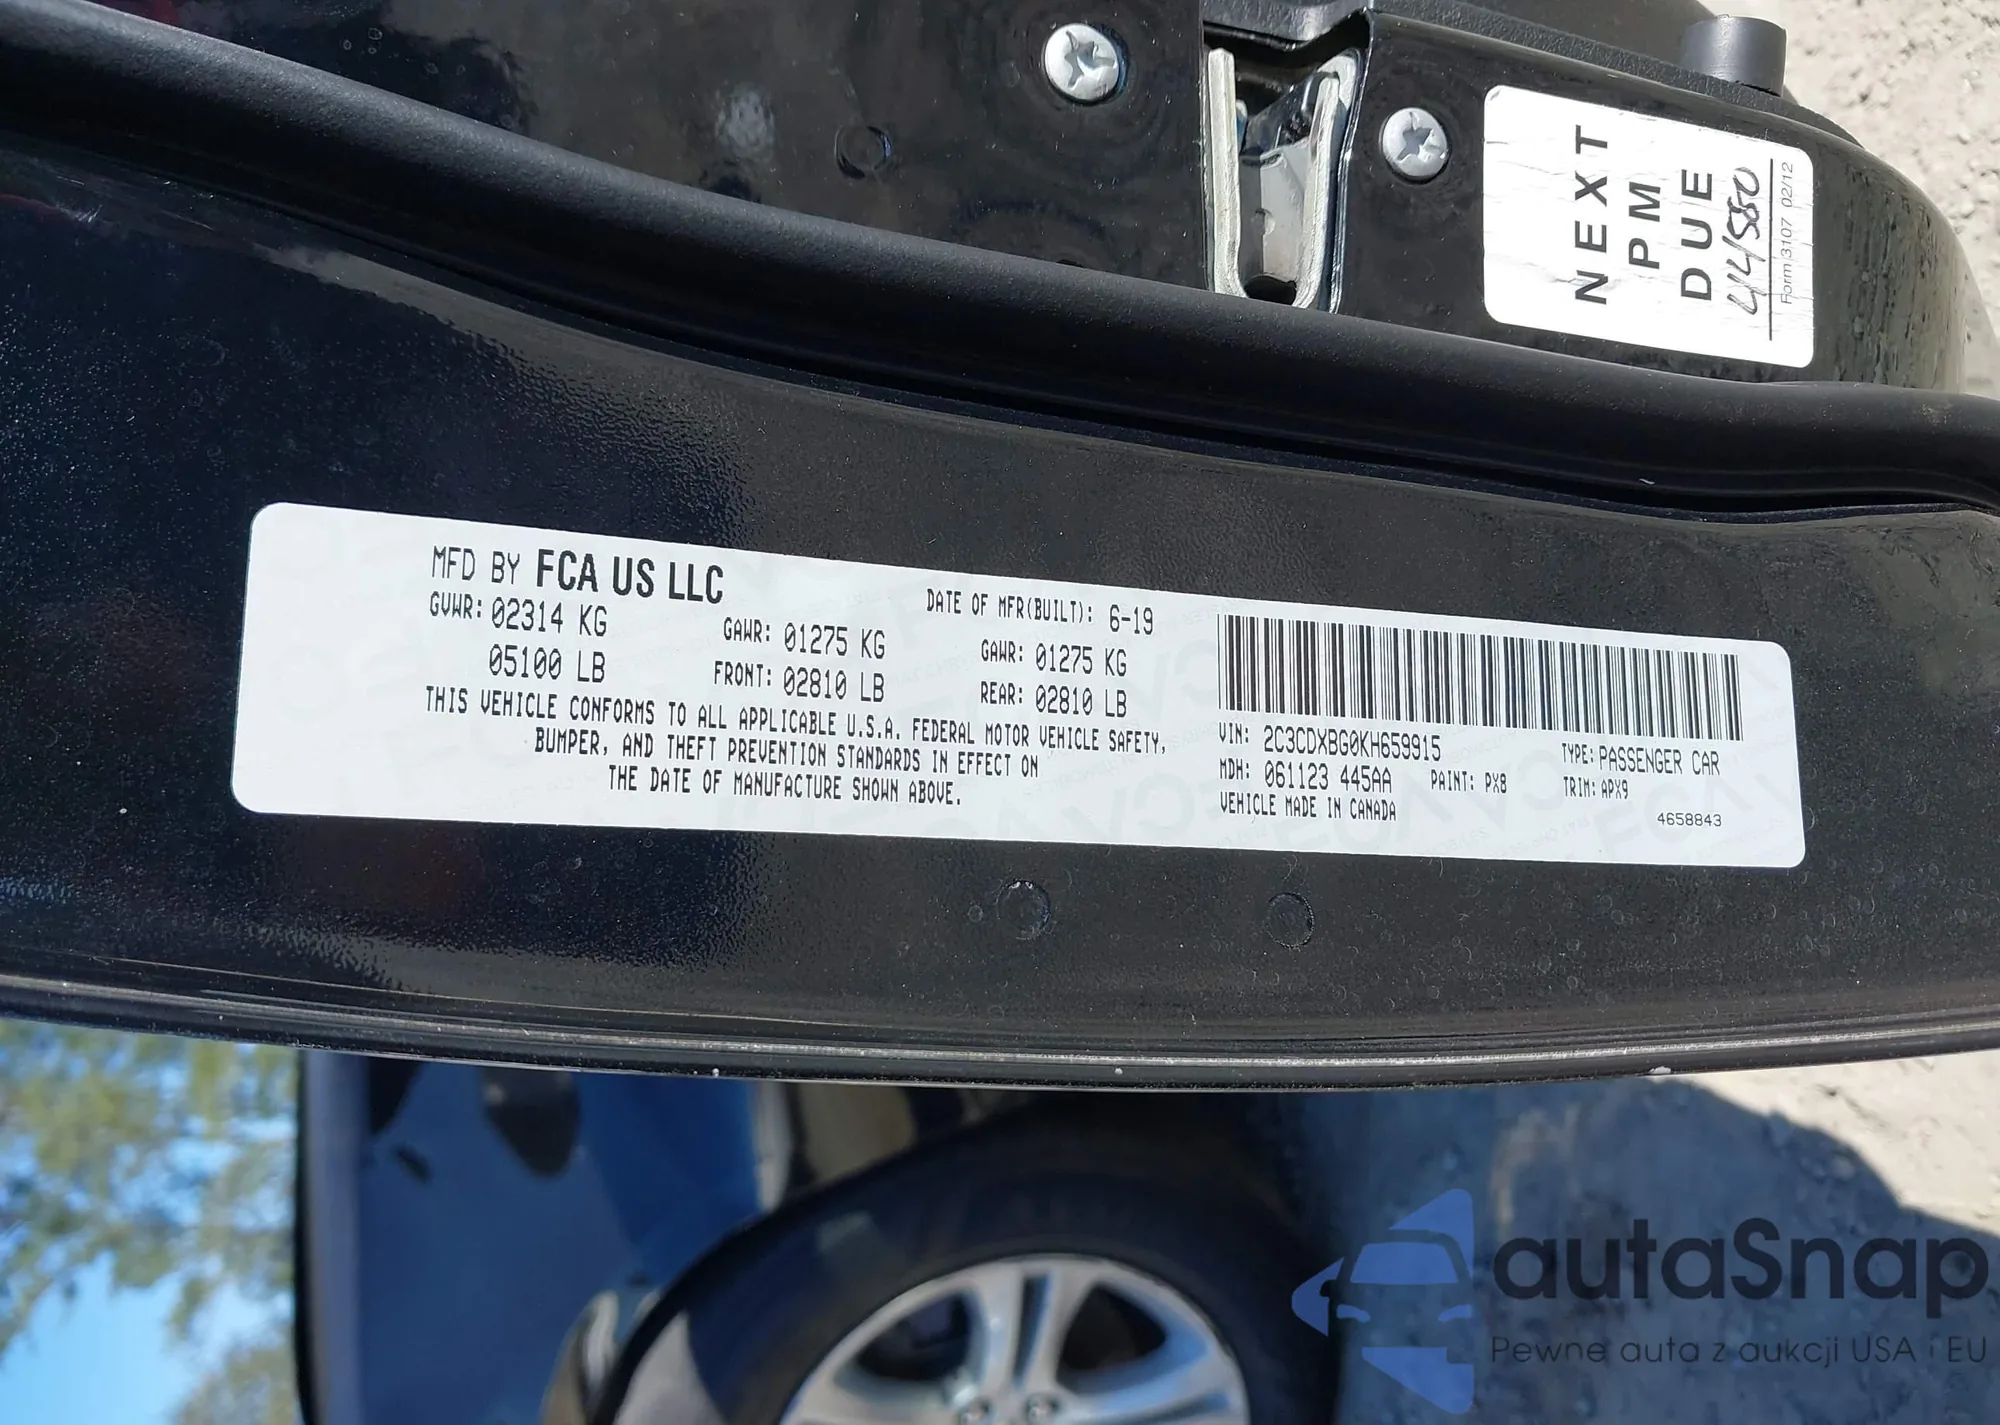 NEXT
PM
DUE
44580
Form 3107 02/12
MFD BY FCA US LLC
DATE OF MFR(BUILT): 6-19
GVWR: 02314 KG
GAWR: 01275 KG
GAWR: 01275 KG
05100 LB
FRONT: 02810 LB
REAR: 02810 LB
THIS VEHICLE CONFORMS TO ALL APPLICABLE U.S.A. FEDERAL MOTOR VEHICLE SAFETY,
BUMPER, AND THEFT PREVENTION STANDARDS IN EFFECT ON
THE DATE OF MANUFACTURE SHOWN ABOVE.
VIN: 2C3CDXBG0KH659915
TYPE: PASSENGER CAR
MDH: 061123 445AA
PAINT: PX8
TRIM: APX9
VEHICLE MADE IN CANADA
4658843
autaSnap
Pewne auta z aukcji USA i EU